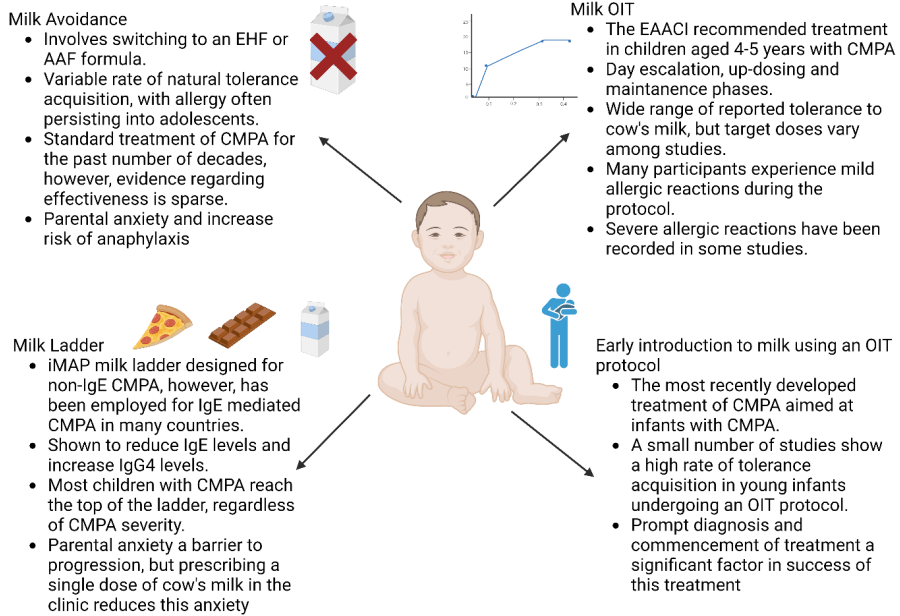 Milk Avoidance
• Involves switching to an EHF or
AAF formula.
• Variable rate of natural tolerance
acquisition, with allergy often
persisting into adolescents.
• Standard treatment of CMPA for
the past number of decades,
however, evidence regarding
effectiveness is sparse.
• Parental anxiety and increase
risk of anaphylaxis
Milk OIT
• The EAACI recommended treatment
in children aged 4-5 years with CMPA
• Day escalation, up-dosing and
maintanence phases.
• Wide range of reported tolerance to
cow's milk, but target doses vary
among studies.
• Many participants experience mild
allergic reactions during the
protocol.
• Severe allergic reactions have been
recorded in some studies.
Milk Ladder
• iMAP milk ladder designed for
non-IgE CMPA, however, has
been employed for IgE mediated
CMPA in many countries.
• Shown to reduce IgE levels and
increase IgG4 levels.
• Most children with CMPA reach
the top of the ladder, regardless
of CMPA severity.
• Parental anxiety a barrier to
progression, but prescribing a
single dose of cow's milk in the
clinic reduces this anxiety
Early introduction to milk using an OIT
protocol
• The most recently developed
treatment of CMPA aimed at
infants with CMPA.
• A small number of studies show
a high rate of tolerance
acquisition in young infants
undergoing an OIT protocol.
• Prompt diagnosis and
commencement of treatment a
significant factor in success of
this treatment